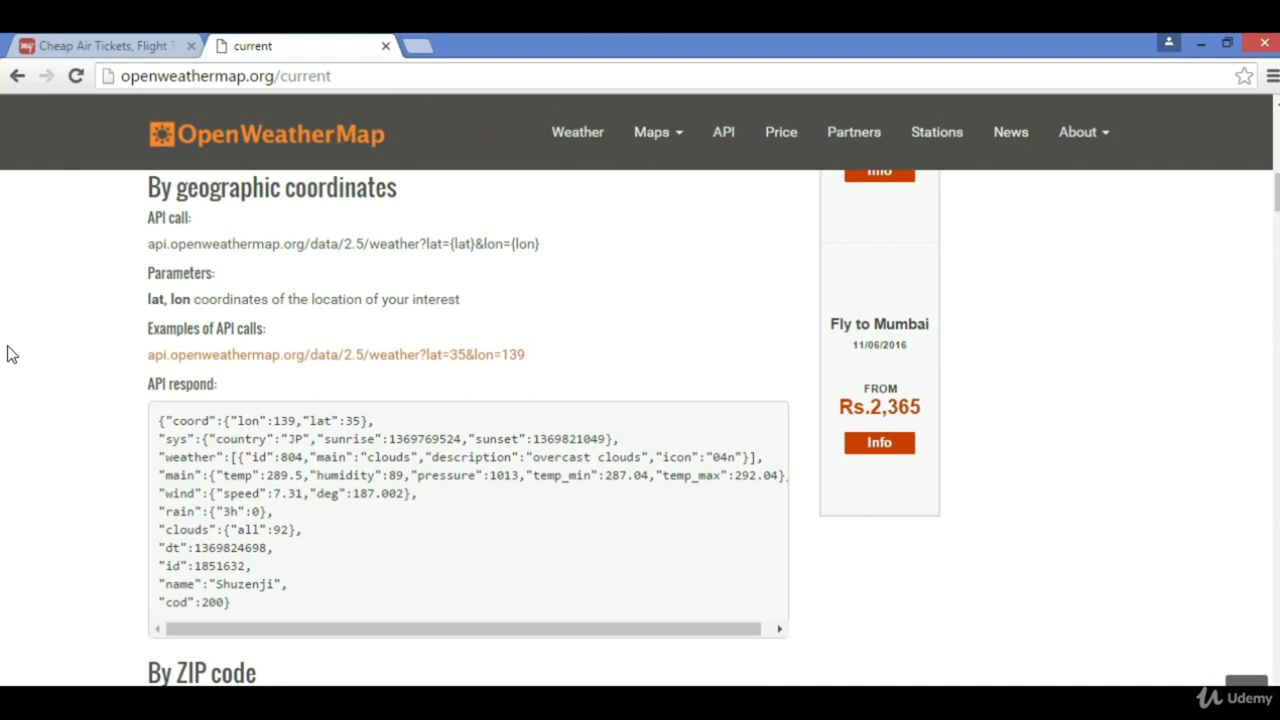 Cheap Air Tickets, Flight T
current
openweathermap.org/current
OpenWeatherMap
Weather
Maps
API
Price
Partners
Stations
News
About
By geographic coordinates
API call:
api.openweathermap.org/data/2.5/weather?lat={lat}&lon={lon}
Parameters:
lat, lon coordinates of the location of your interest
Examples of API calls:
api.openweathermap.org/data/2.5/weather?lat=35&lon=139
API respond:
{"coord":{"lon":139,"lat":35},
"sys":{"country":"JP","sunrise":1369769524,"sunset":1369821049},
"weather":[{"id":804,"main":"clouds","description":"overcast clouds","icon":"04n"}],
"main":{"temp":289.5,"humidity":89,"pressure":1013,"temp_min":287.04,"temp_max":292.04},
"wind":{"speed":7.31,"deg":187.002},
"rain":{"3h":0},
"clouds":{"all":92},
"dt":1369824698,
"id":1851632,
"name":"Shuzenji",
"cod":200}
By ZIP code
Info
Fly to Mumbai
11/06/2016
FROM
Rs.2,365
Info
Udemy